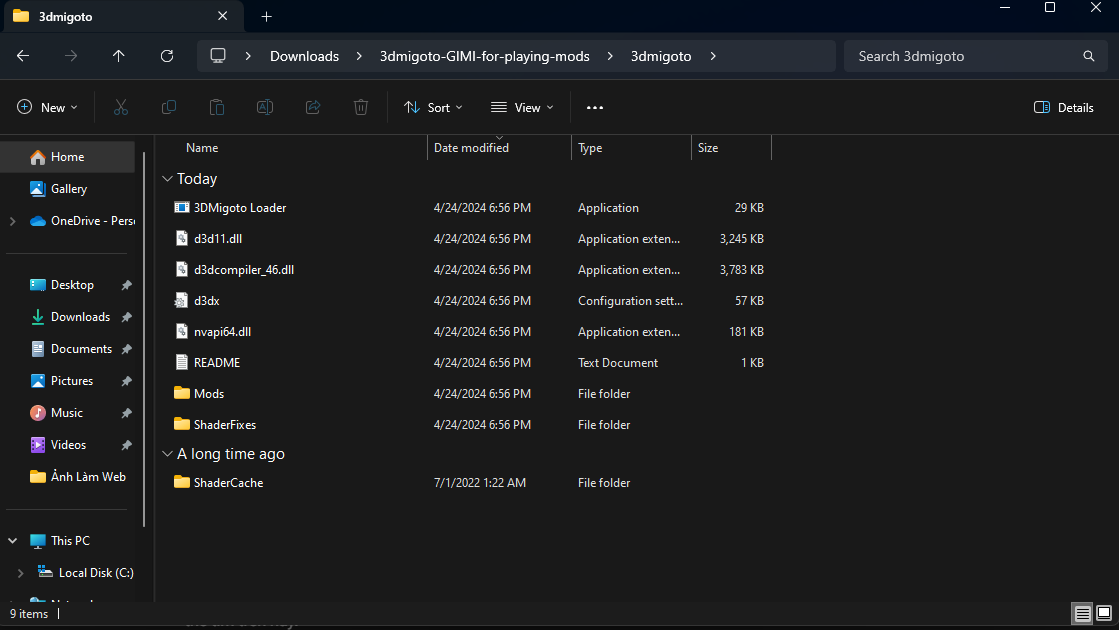 3dmigoto
Downloads 3dmigoto-GIMI-for-playing-mods 3dmigoto Search 3dmigoto
New Sort View Details
Home
Gallery
OneDrive - Pers
Desktop
Downloads
Documents
Pictures
Music
Videos
Ảnh Làm Web
This PC
Local Disk (C:)
Name Date modified Type Size
Today
3DMigoto Loader 4/24/2024 6:56 PM Application 29 KB
d3d11.dll 4/24/2024 6:56 PM Application exten... 3,245 KB
d3dcompiler_46.dll 4/24/2024 6:56 PM Application exten... 3,783 KB
d3dx 4/24/2024 6:56 PM Configuration sett... 57 KB
nvapi64.dll 4/24/2024 6:56 PM Application exten... 181 KB
README 4/24/2024 6:56 PM Text Document 1 KB
Mods 4/24/2024 6:56 PM File folder
ShaderFixes 4/24/2024 6:56 PM File folder
A long time ago
ShaderCache 7/1/2022 1:22 AM File folder
9 items